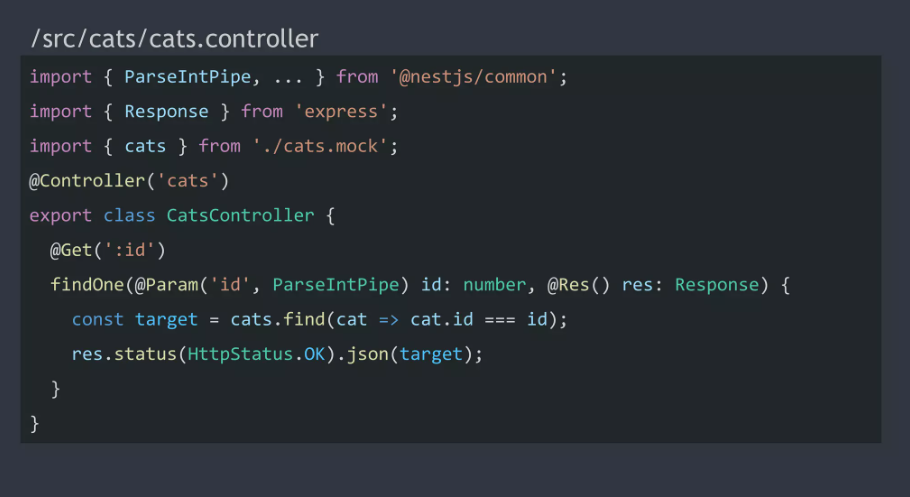 /src/cats/cats.controller
import { ParseIntPipe, ... } from '@nestjs/common';
import { Response } from 'express';
import { cats } from './cats.mock';
@Controller('cats')
export class CatsController {
  @Get(':id')
  findOne(@Param('id', ParseIntPipe) id: number, @Res() res: Response) {
    const target = cats.find(cat => cat.id === id);
    res.status(HttpStatus.OK).json(target);
  }
}